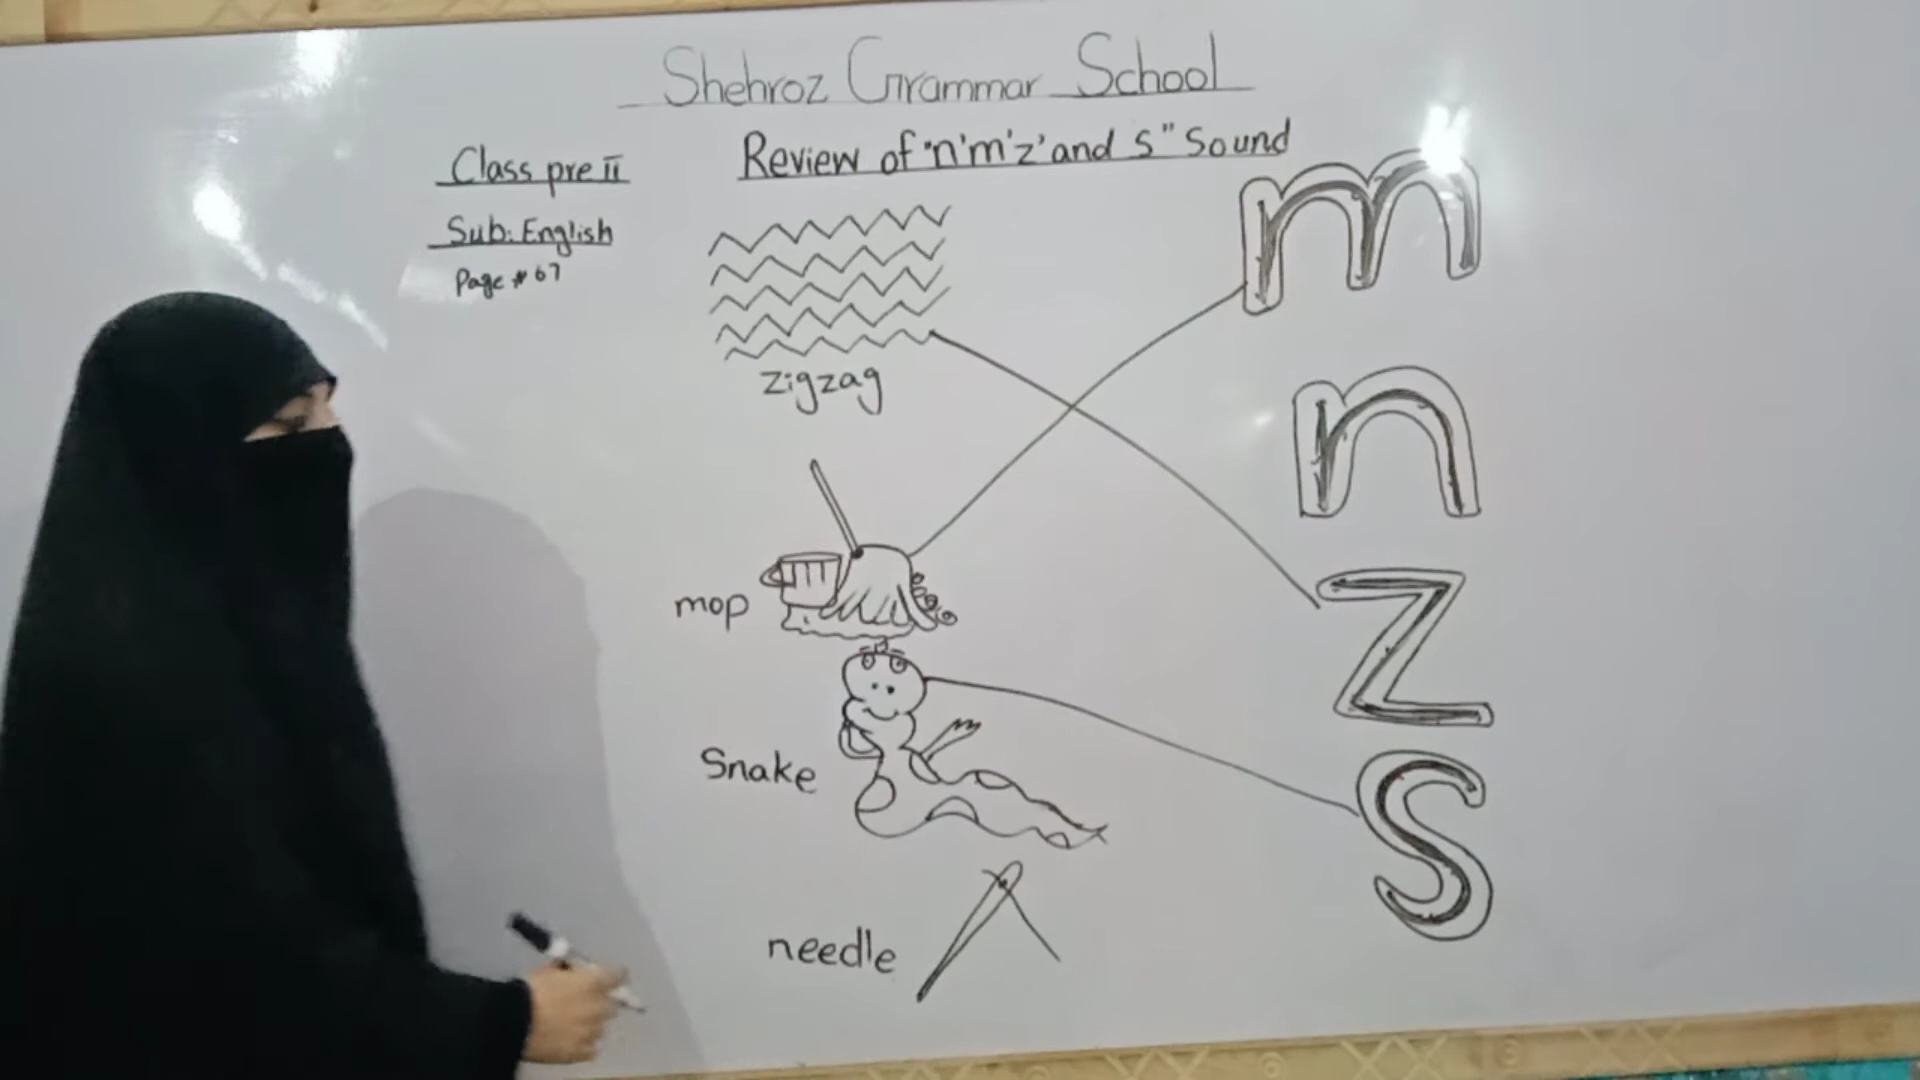 Shehroz Grammar School
Class pre II
Review of "n'm'z' and s" Sound
Sub: English
Page # 67
m
zigzag
n
mop
z
Snake
s
needle